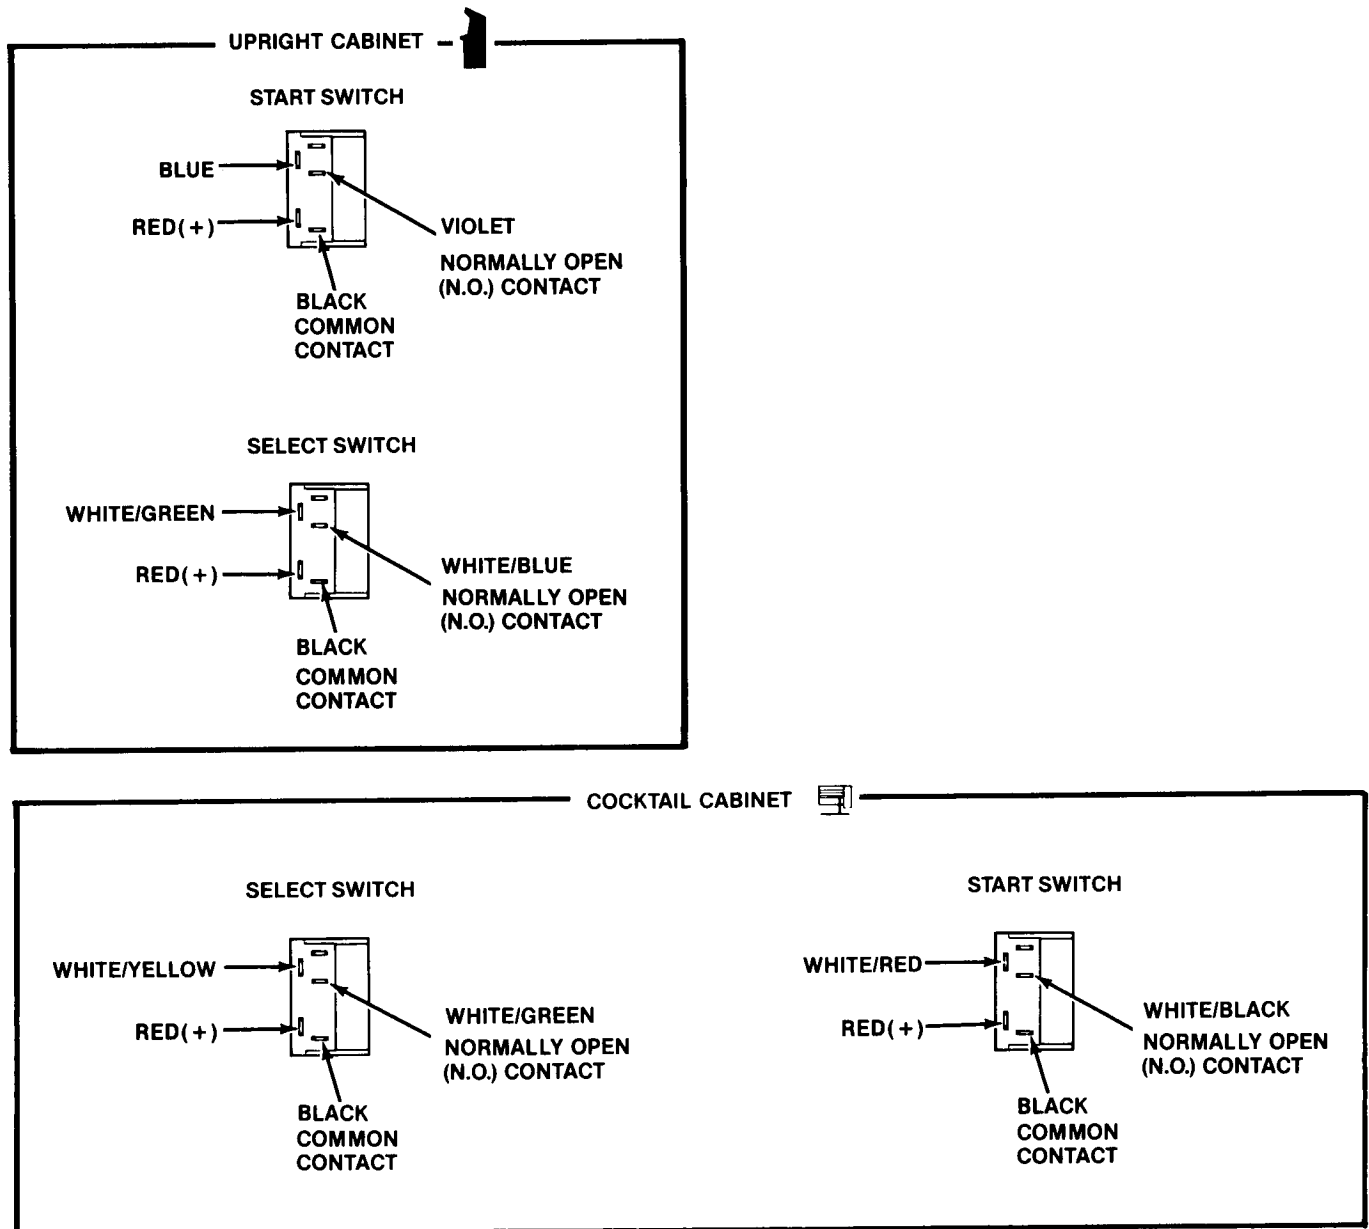 UPRIGHT CABINET
START SWITCH
BLUE
RED(+)
VIOLET
NORMALLY OPEN
(N.O.) CONTACT
BLACK
COMMON
CONTACT
SELECT SWITCH
WHITE/GREEN
RED(+)
WHITE/BLUE
NORMALLY OPEN
(N.O.) CONTACT
BLACK
COMMON
CONTACT
COCKTAIL CABINET
SELECT SWITCH
WHITE/YELLOW
RED(+)
WHITE/GREEN
NORMALLY OPEN
(N.O.) CONTACT
BLACK
COMMON
CONTACT
START SWITCH
WHITE/RED
RED(+)
WHITE/BLACK
NORMALLY OPEN
(N.O.) CONTACT
BLACK
COMMON
CONTACT